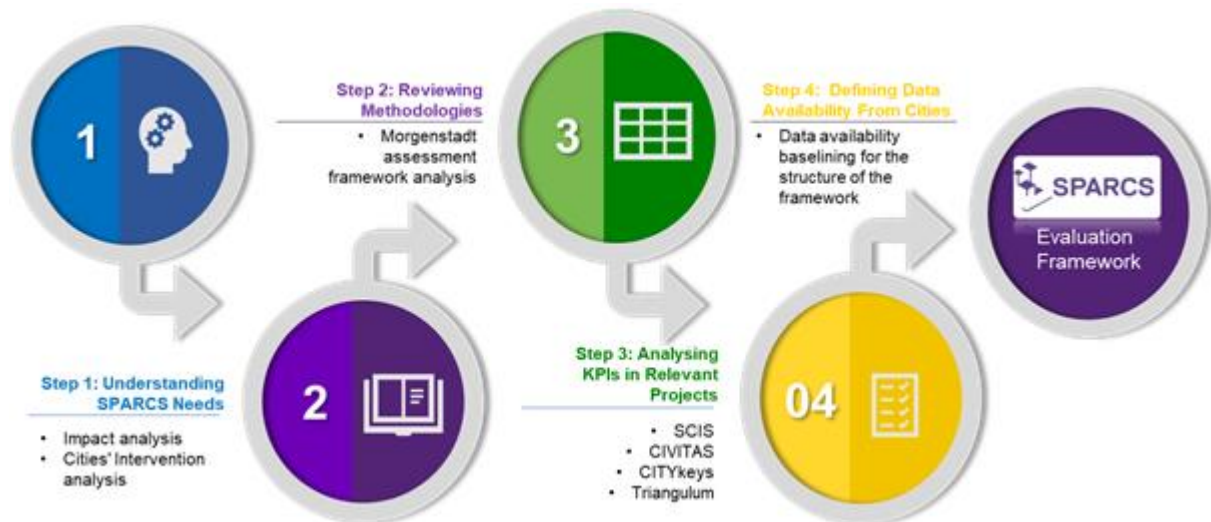 1
Step 1: Understanding
SPARCS Needs
• Impact analysis
• Cities' Intervention
analysis
Step 2: Reviewing
Methodologies
• Morgenstadt
assessment
framework analysis
2
3
Step 3: Analysing
KPIs in Relevant
Projects
• SCIS
• CIVITAS
• CITYkeys
• Triangulum
Step 4: Defining Data
Availability From Cities
• Data availability
baselining for the
structure of the
framework
04
SPARCS
Evaluation
Framework